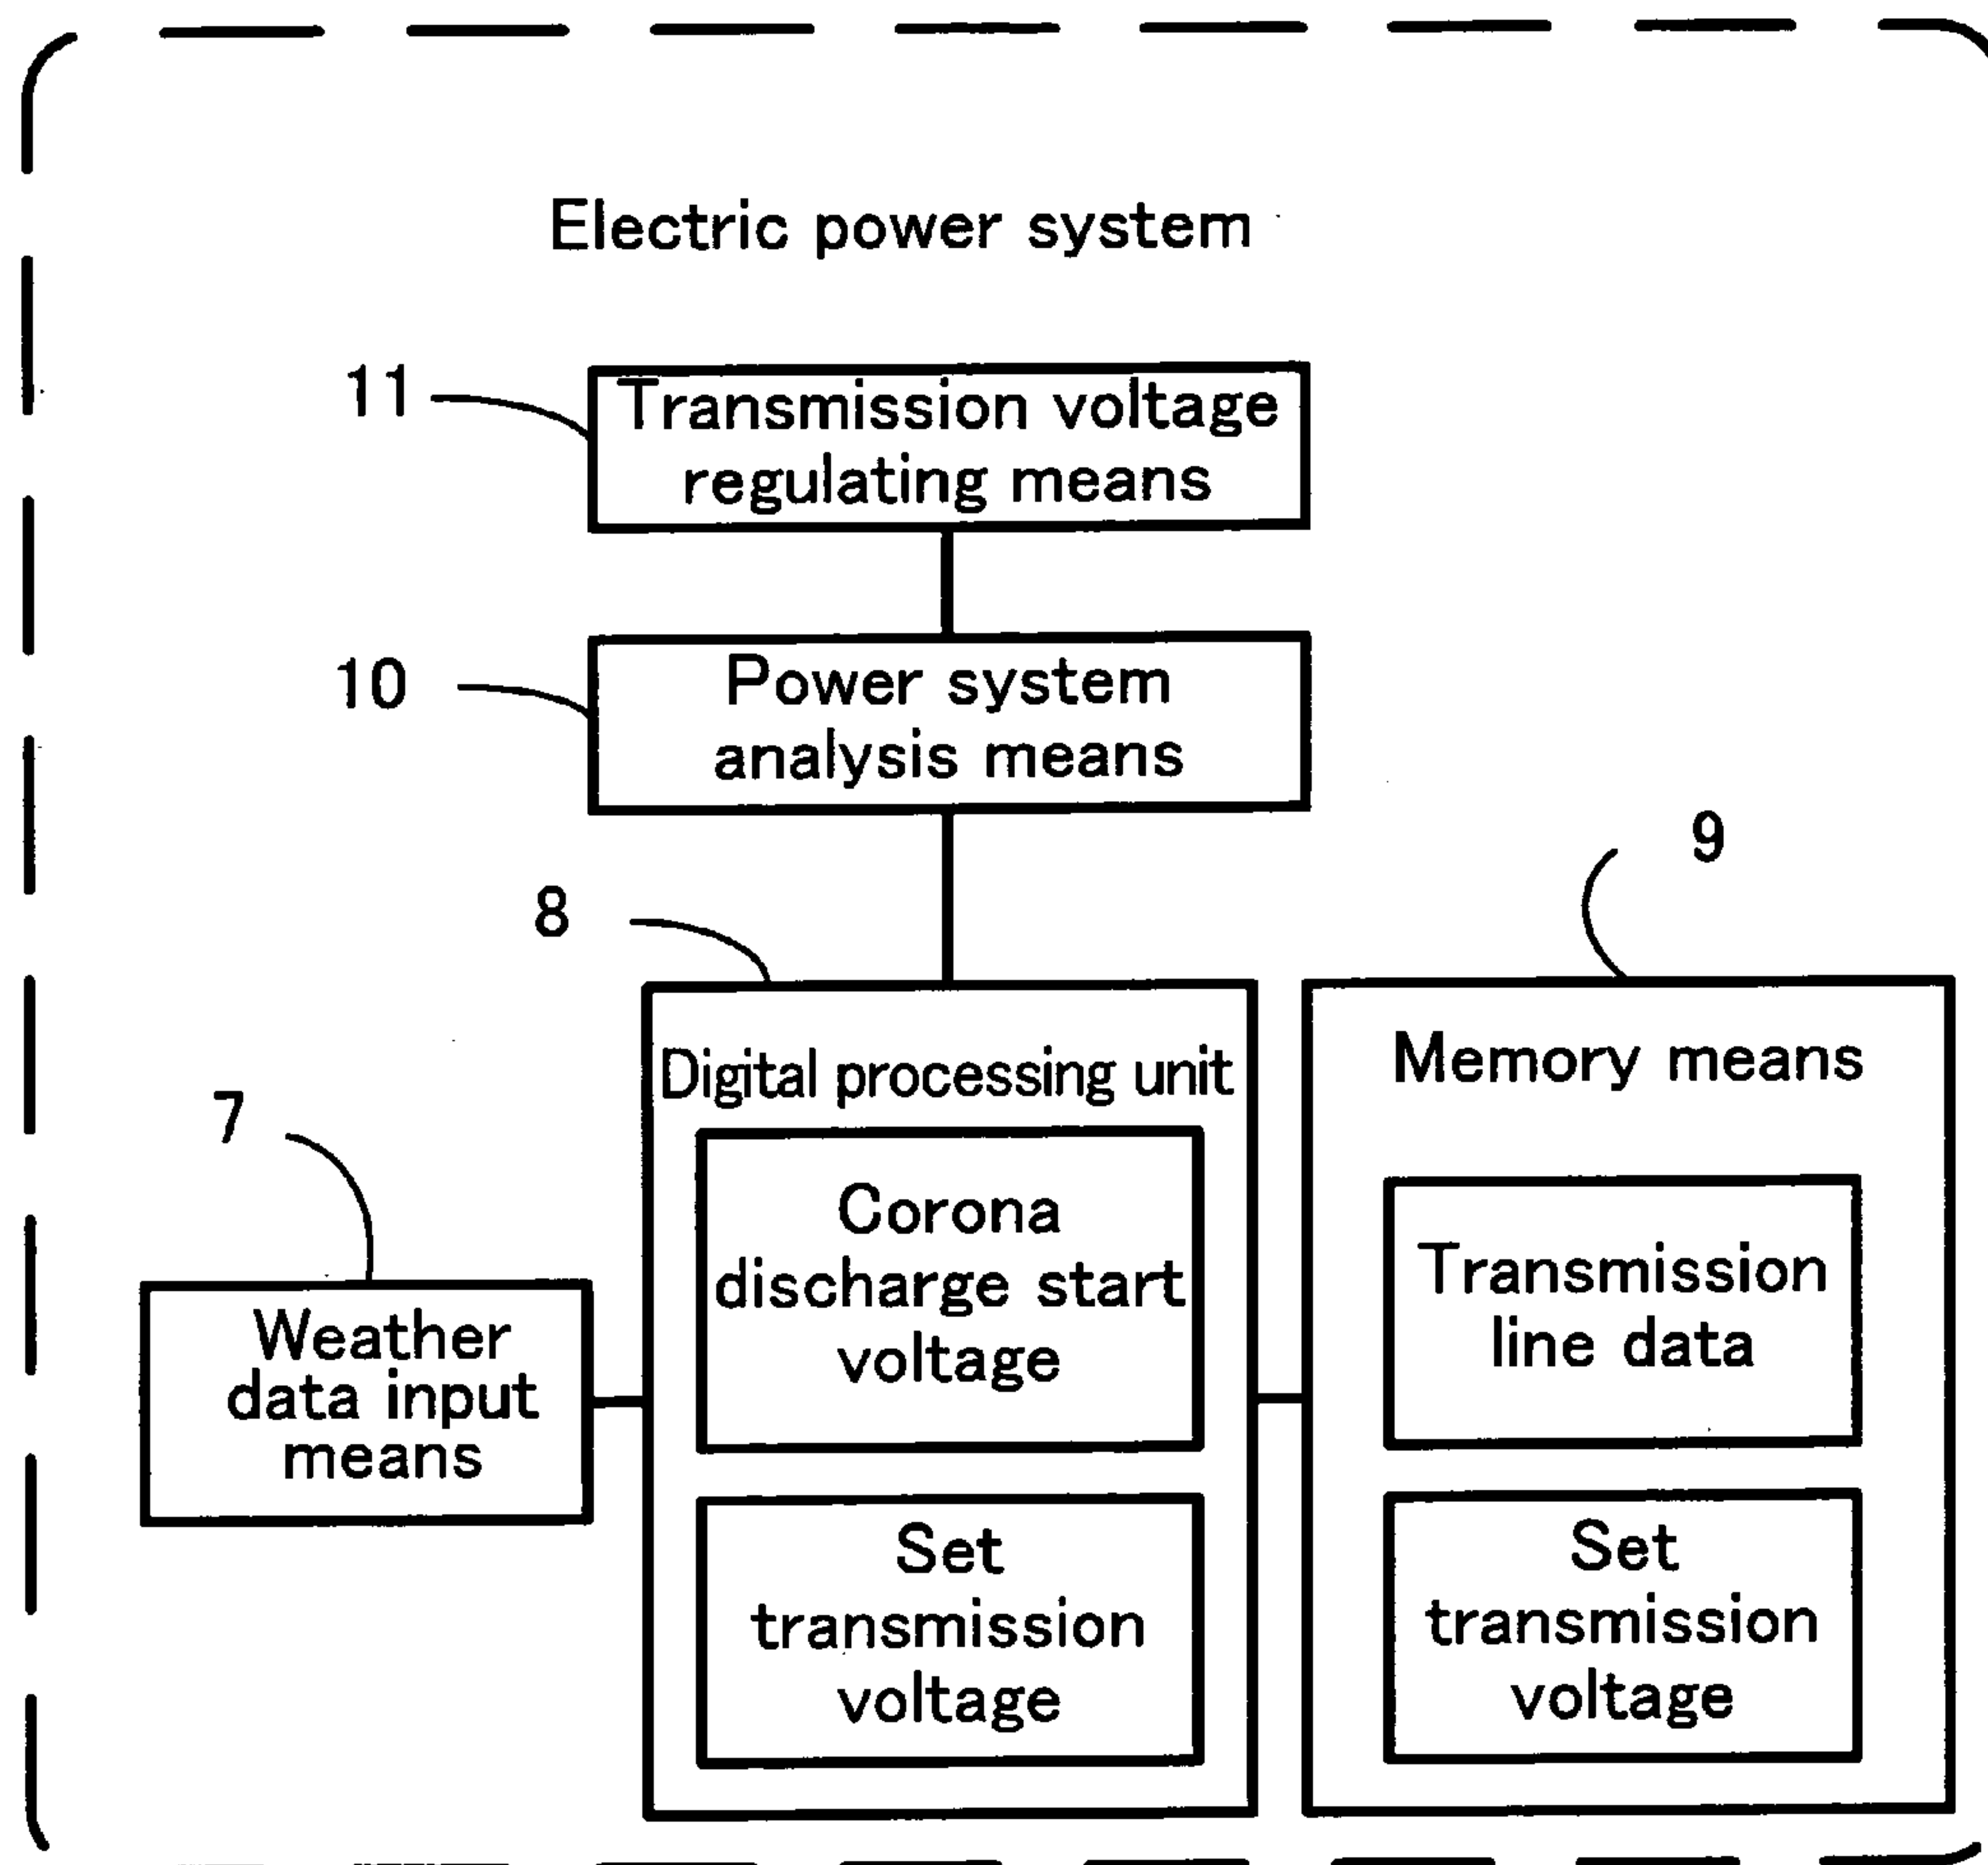 Electric power system
11
Transmission voltage
regulating means
10
Power system
analysis means
8
9
Digital processing unit
Memory means
7
Corona
discharge start
voltage
Transmission
line data
Weather
data input
means
Set
transmission
voltage
Set
transmission
voltage